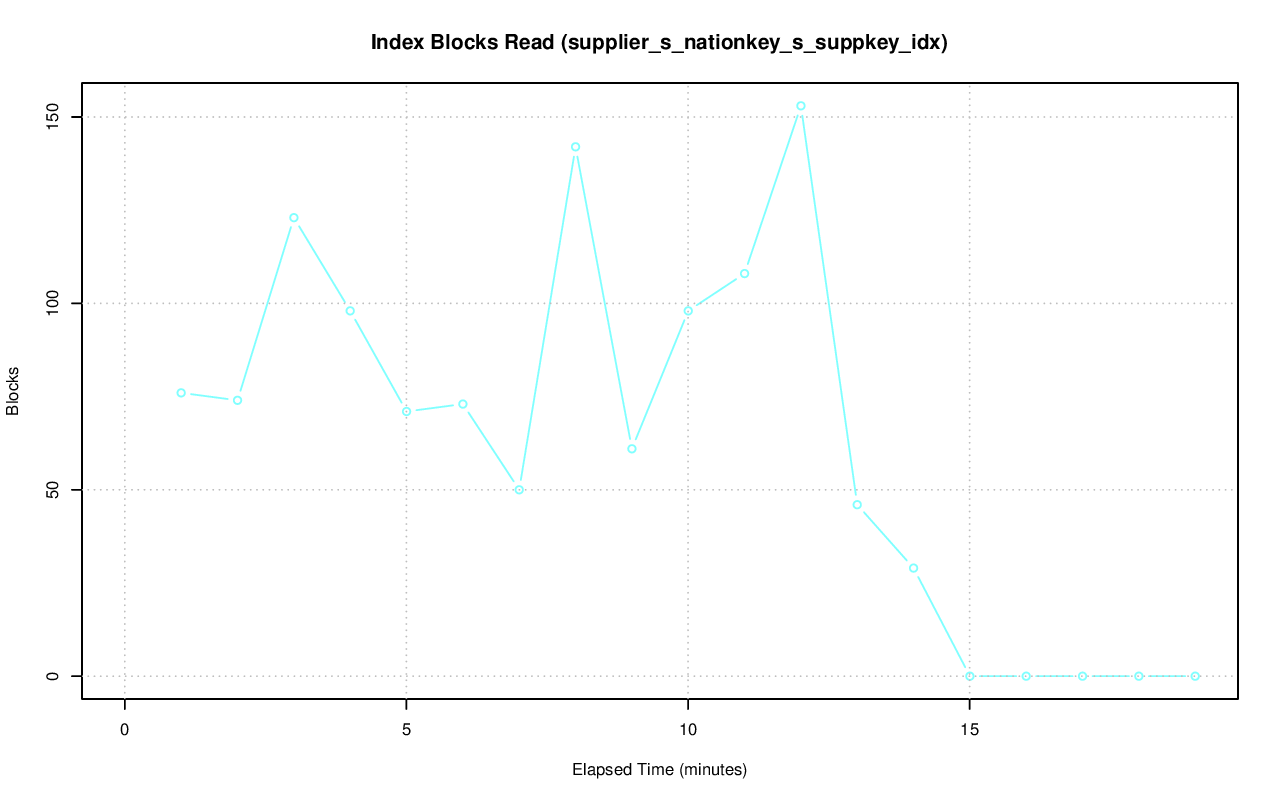 Index Blocks Read (supplier_s_nationkey_s_suppkey_idx)
150
100
50
0
Blocks
0 5 10 15
Elapsed Time (minutes)